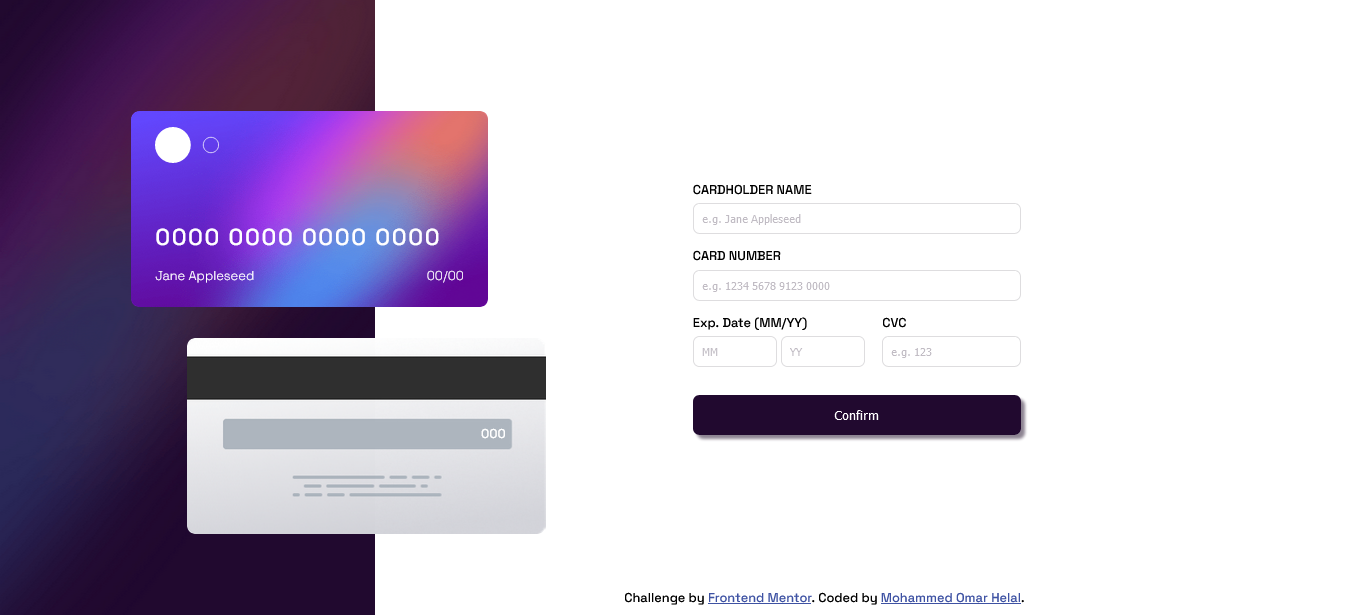 0000 0000 0000 0000
Jane Appleseed 00/00
000
CARDHOLDER NAME
e.g. Jane Appleseed
CARD NUMBER
e.g. 1234 5678 9123 0000
Exp. Date (MM/YY) CVC
MM YY e.g. 123
Confirm
Challenge by Frontend Mentor. Coded by Mohammed Omar Helal.